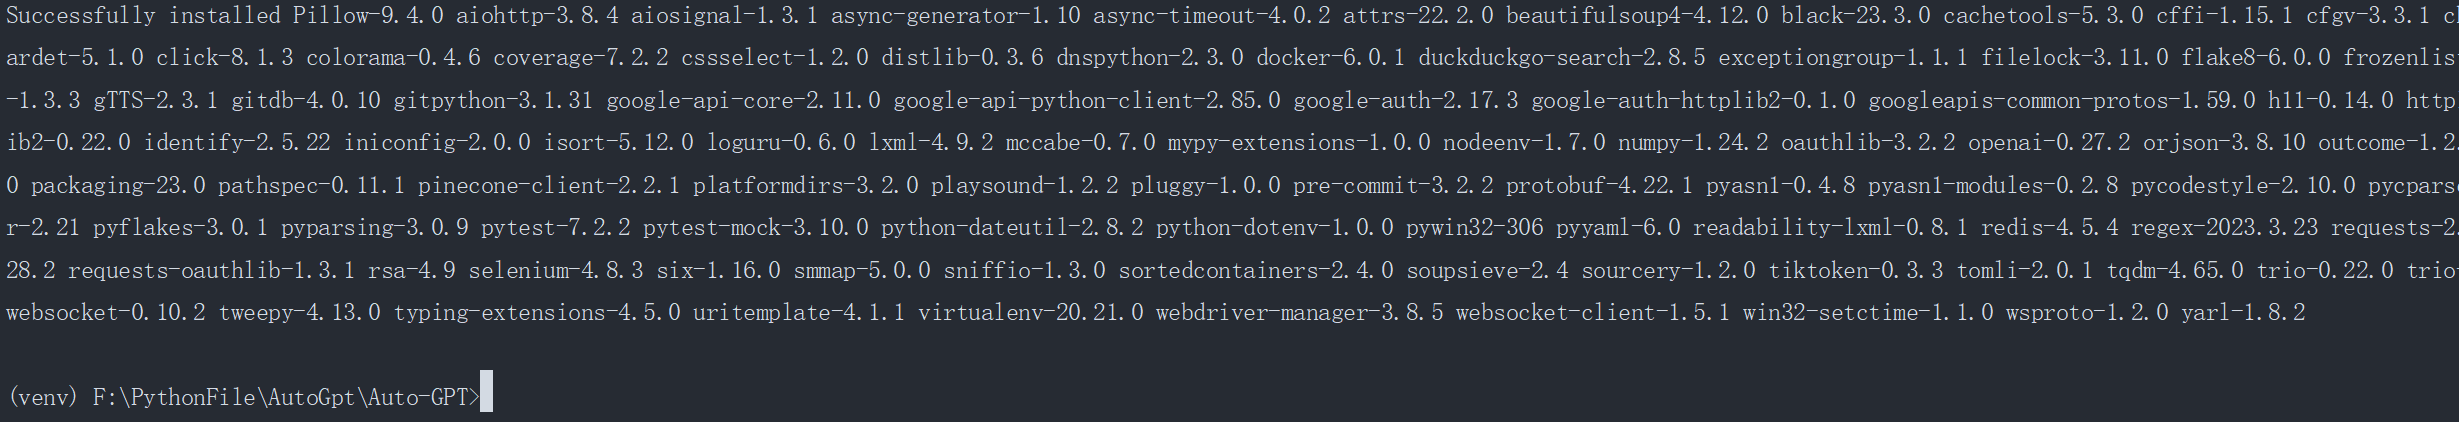 Successfully installed Pillow-9.4.0 aiohttp-3.8.4 aiosignal-1.3.1 async-generator-1.10 async-timeout-4.0.2 attrs-22.2.0 beautifulsoup4-4.12.0 black-23.3.0 cachetools-5.3.0 cffi-1.15.1 cfgv-3.3.1
ardet-5.1.0 click-8.1.3 colorama-0.4.6 coverage-7.2.2 cssselect-1.2.0 distlib-0.3.6 dnspython-2.3.0 docker-6.0.1 duckduckgo-search-2.8.5 exceptiongroup-1.1.1 filelock-3.11.0 flake8-6.0.0 frozenlis
-1.3.3 gTTS-2.3.1 gitdb-4.0.10 gitpython-3.1.31 google-api-core-2.11.0 google-api-python-client-2.85.0 google-auth-2.17.3 google-auth-httplib2-0.1.0 googleapis-common-protos-1.59.0 h11-0.14.0 http
ib2-0.22.0 identify-2.5.22 iniconfig-2.0.0 isort-5.12.0 loguru-0.6.0 lxml-4.9.2 mccabe-0.7.0 mypy-extensions-1.0.0 nodeenv-1.7.0 numpy-1.24.2 oauthlib-3.2.2 openai-0.27.2 orjson-3.8.10 outcome-1.2.
0 packaging-23.0 pathspec-0.11.1 pinecone-client-2.2.1 platformdirs-3.2.0 playsound-1.2.2 pluggy-1.0.0 pre-commit-3.2.2 protobuf-4.22.1 pyasn1-0.4.8 pyasn1-modules-0.2.8 pycodestyle-2.10.0 pycpars
r-2.21 pyflakes-3.0.1 pyparsing-3.0.9 pytest-7.2.2 pytest-mock-3.10.0 python-dateutil-2.8.2 python-dotenv-1.0.0 pywin32-306 pyyaml-6.0 readability-lxml-0.8.1 redis-4.5.4 regex-2023.3.23 requests-2.
28.2 requests-oauthlib-1.3.1 rsa-4.9 selenium-4.8.3 six-1.16.0 smmap-5.0.0 sniffio-1.3.0 sortedcontainers-2.4.0 soupsieve-2.4 sourcery-1.2.0 tiktoken-0.3.3 tomli-2.0.1 tqdm-4.65.0 trio-0.22.0 trio-
websocket-0.10.2 tweepy-4.13.0 typing-extensions-4.5.0 uritemplate-4.1.1 virtualenv-20.21.0 webdriver-manager-3.8.5 websocket-client-1.5.1 win32-setctime-1.1.0 wsproto-1.2.0 yarl-1.8.2
(venv) F:\PythonFile\AutoGpt\Auto-GPT>